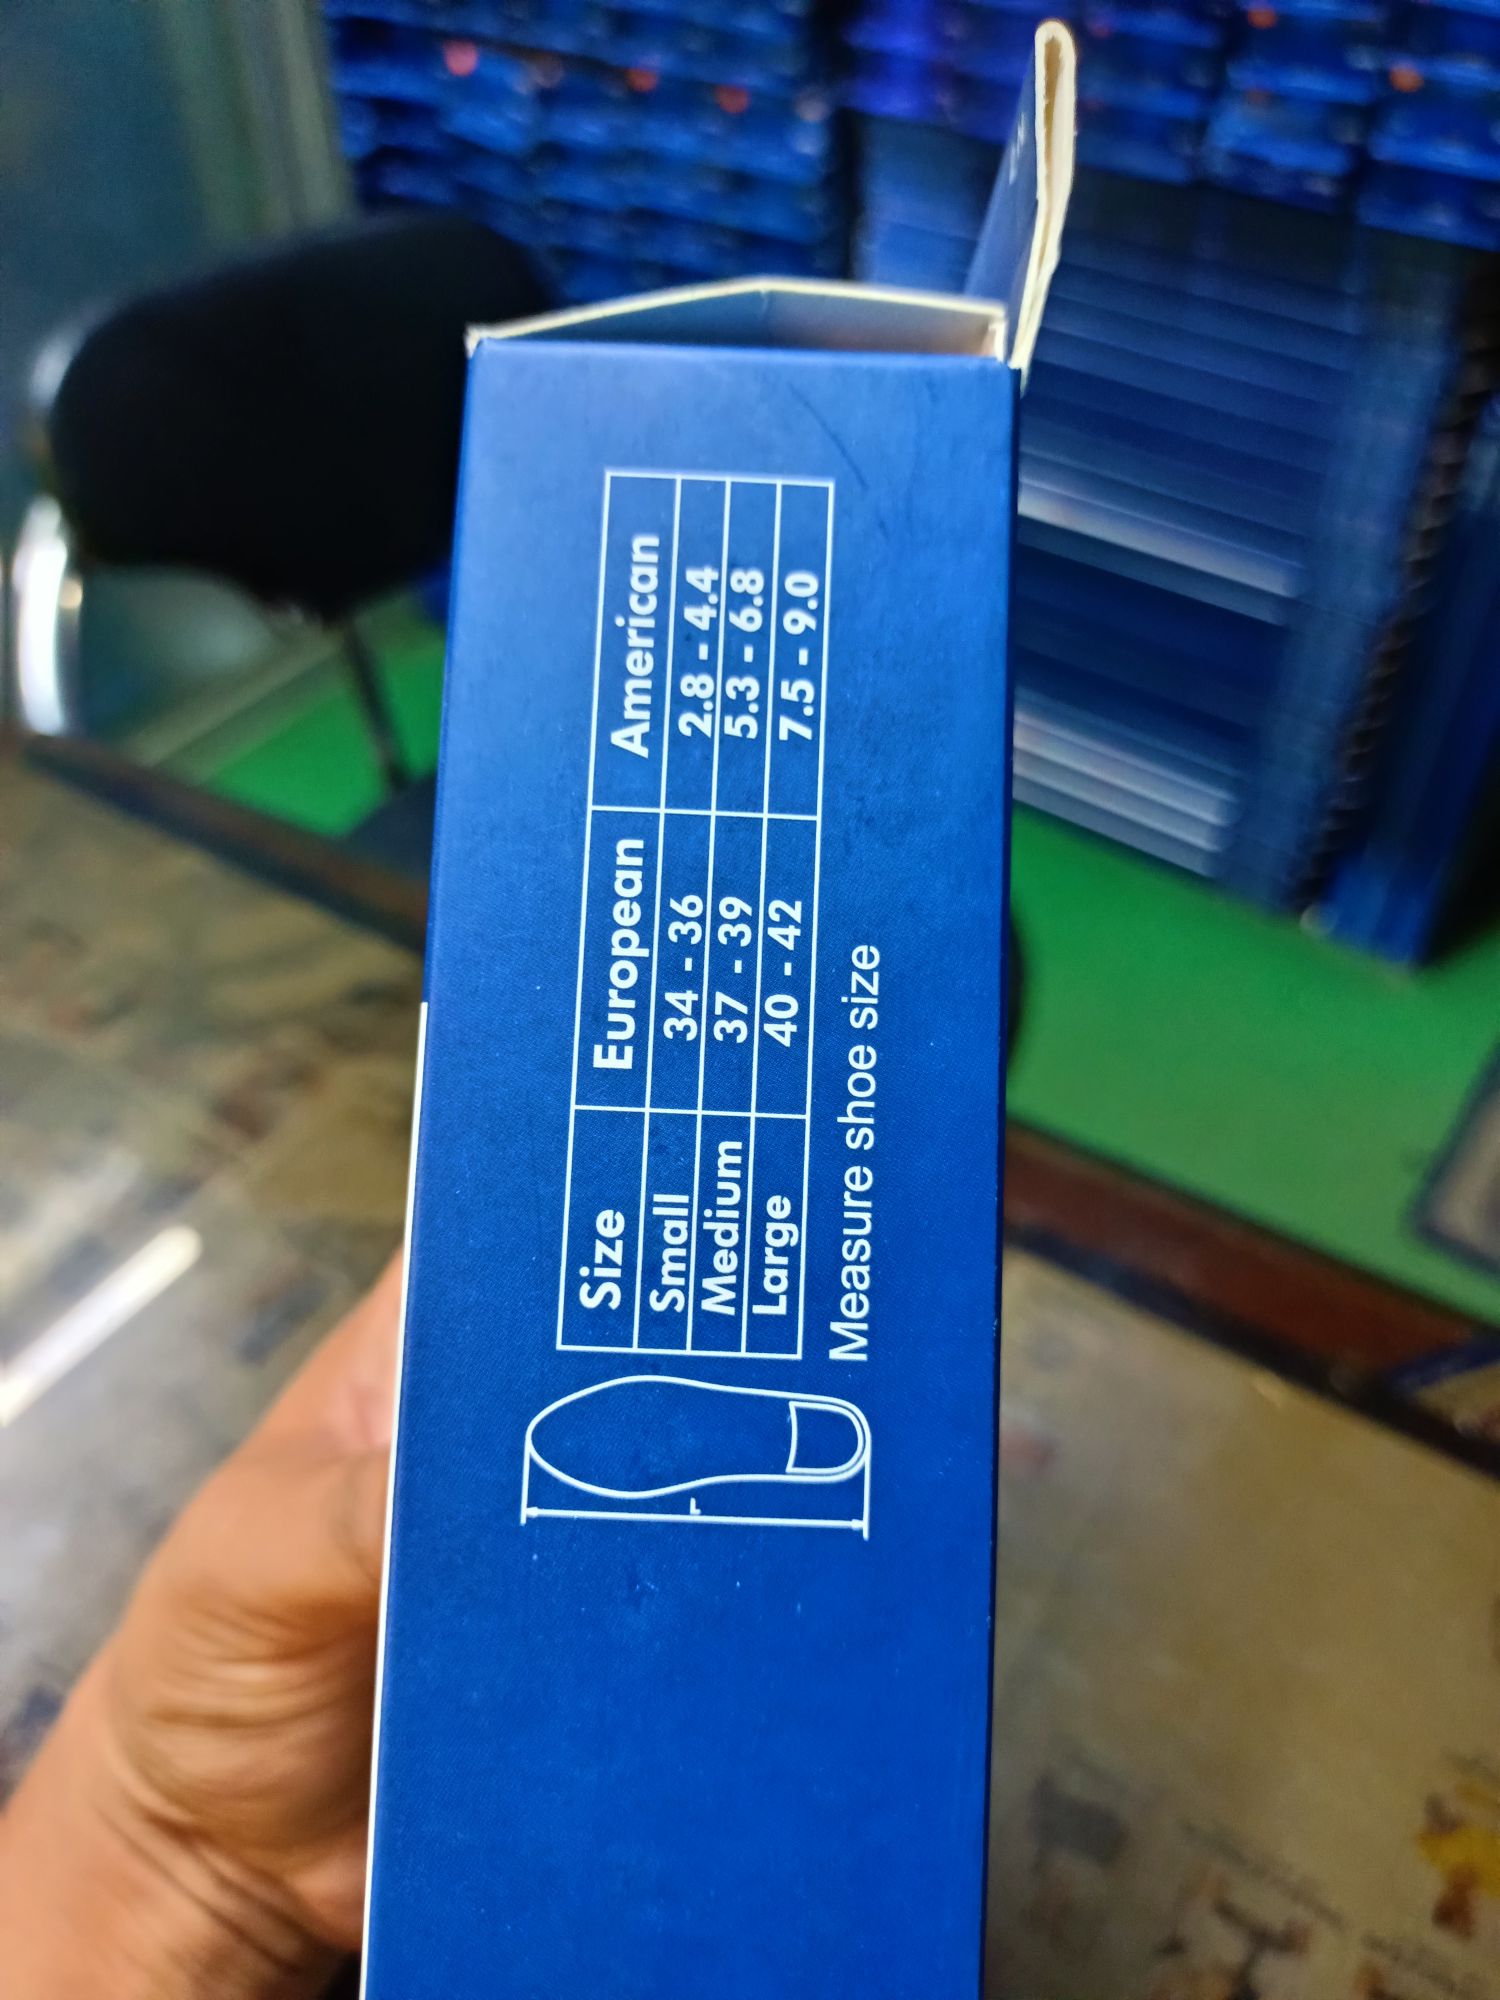 Size European American
Small 34 - 36 2.8 - 4.4
Medium 37 - 39 5.3 - 6.8
Large 40 - 42 7.5 - 9.0
Measure shoe size
L